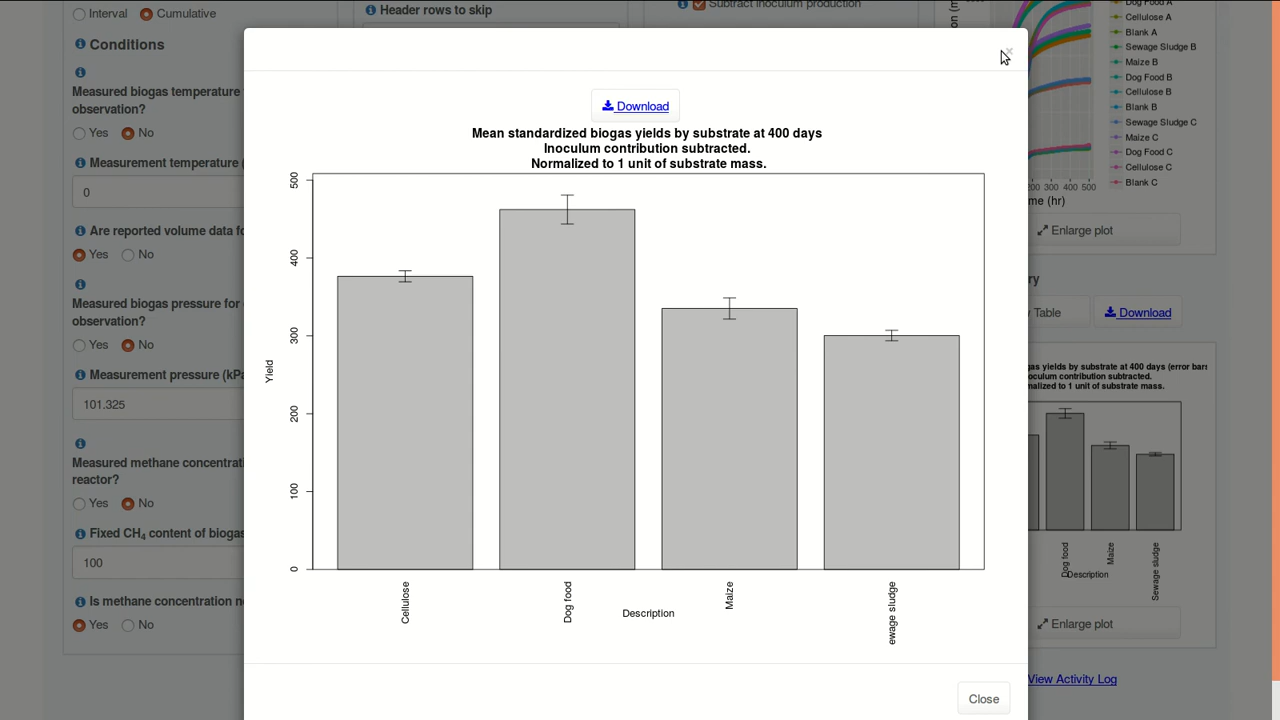 Interval
Cumulative
Header rows to skip
Subtract inoculum production
Dog Food A
Cellulose A
Blank A
Sewage Sludge B
Maize B
Dog Food B
Cellulose B
Blank B
Sewage Sludge C
Maize C
Dog Food C
Cellulose C
Blank C
200 300 400 500
me (hr)
on (m
Conditions
Measured biogas temperature
observation?
Yes
No
Measurement temperature (
0
Are reported volume data fo
Yes
No
Measured biogas pressure for
observation?
Yes
No
Measurement pressure (kPa
101.325
Measured methane concentrati
reactor?
Yes
No
Fixed CH4 content of biogas
100
Is methane concentration n
Yes
No
×
Download
Mean standardized biogas yields by substrate at 400 days
Inoculum contribution subtracted.
Normalized to 1 unit of substrate mass.
500
400
300
200
100
0
Yield
Cellulose
Dog food
Maize
ewage sludge
Description
Close
Enlarge plot
ry
Table
Download
gas yields by substrate at 400 days (error bars
oculum contribution subtracted.
malized to 1 unit of substrate mass.
Dog food
Maize
Sewage sludge
Description
Enlarge plot
View Activity Log